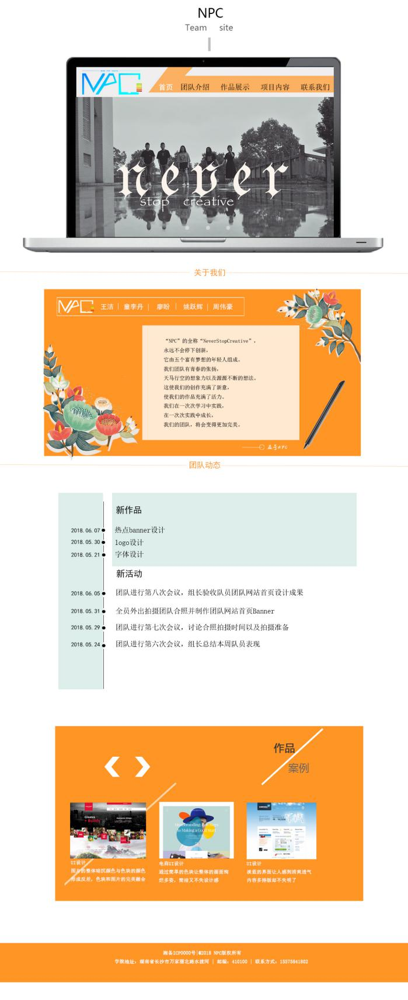 NPC
Team site
NPC
首页 团队介绍 作品展示 项目内容 联系我们
never
stop creative
关于我们
NPC 王洁 | 童李丹 | 廖盼 | 姚跃辉 | 周伟豪
“NPC”的全称“NeverStopCreative”，
永远不会停下创新，
它由五个富有梦想的年轻人组成。
我们团队有青春的张扬，
天马行空的想象力以及源源不断的想法。
这使我们的创作充满了新意，
使我们的作品充满了活力。
我们在一次次学习中实践，
在一次次实践中成长，
我们的团队，将会变得更加完美。
五号NPC
团队动态
新作品
2018.06.07 热点banner设计
2018.05.30 logo设计
2018.05.21 字体设计
新活动
2018.06.05 团队进行第八次会议，组长验收队员团队网站首页设计成果
2018.05.31 全员外出拍摄团队合照并制作团队网站首页Banner
2018.05.29 团队进行第七次会议，讨论合照拍摄时间以及拍摄准备
2018.05.24 团队进行第六次会议，组长总结本周队员表现
作品
案例
Creates
+ Builds
to Making a Good Start
UI设计
图片的整体暗沉颜色与色块的颜色
形成反差，色块和图片的完美融合
电商UI设计
通过简单的色块让整体的画面绚
烂多姿，简洁又不失设计感
UI设计
淡蓝的界面让人感到清爽透气
内容多排版却不失明了
湘备ICP0000号|©2018 NPC版权所有
学院地址：湖南省长沙市万家丽北路水渡河 | 邮编：410100 | 联系方式：15575841802